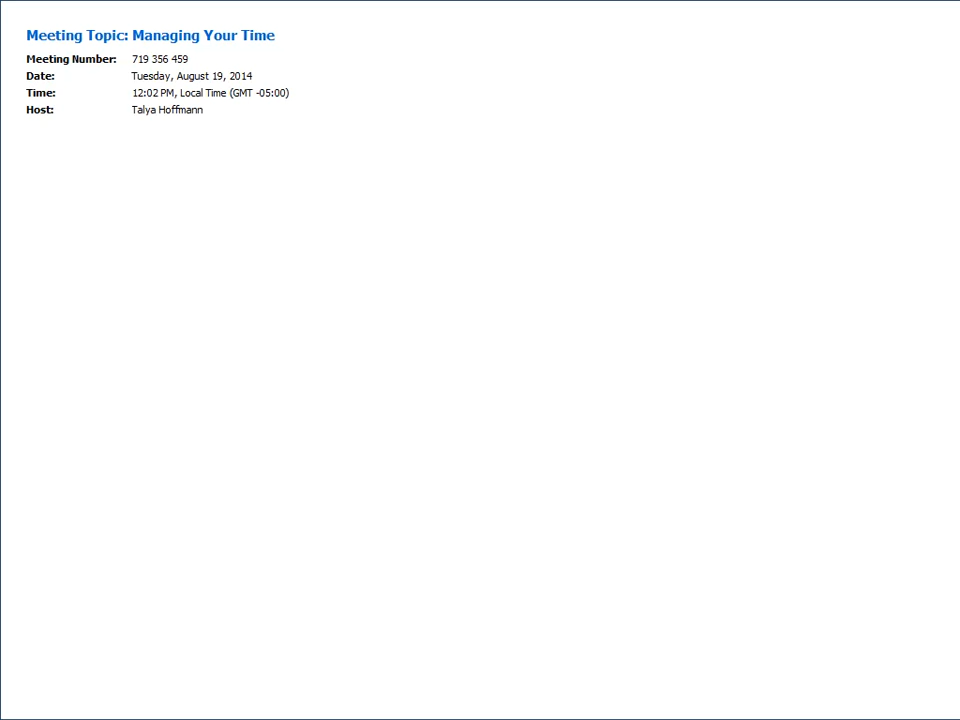 Meeting Topic: Managing Your Time
Meeting Number: 719 356 459
Date: Tuesday, August 19, 2014
Time: 12:02 PM, Local Time (GMT -05:00)
Host: Talya Hoffmann